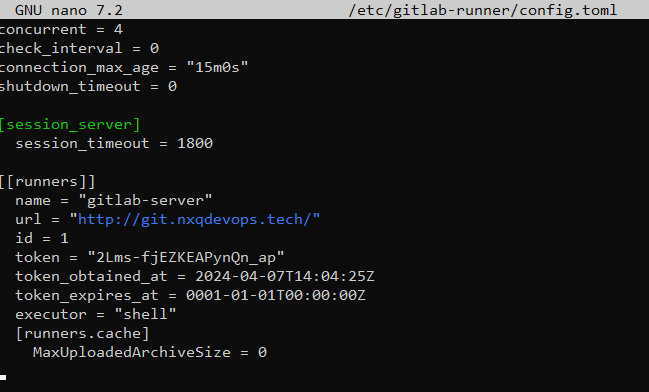 GNU nano 7.2 /etc/gitlab-runner/config.toml
concurrent = 4
check_interval = 0
connection_max_age = "15m0s"
shutdown_timeout = 0
[session_server]
session_timeout = 1800
[[runners]]
name = "gitlab-server"
url = "http://git.nxqdevops.tech/"
id = 1
token = "2Lms-fjEZKEAPynQn_ap"
token_obtained_at = 2024-04-07T14:04:25Z
token_expires_at = 0001-01-01T00:00:00Z
executor = "shell"
[runners.cache]
MaxUploadedArchiveSize = 0